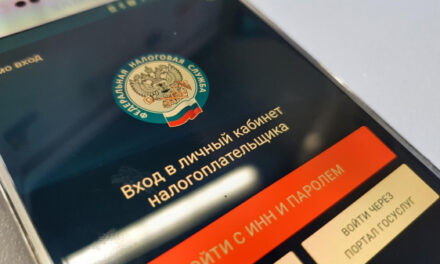 вход
ФЕДЕРАЛЬНАЯ НАЛОГОВАЯ СЛУЖБА
Вход в личный кабинет
налогоплательщика
С ИНН И ПАРОЛЕМ
ВОЙТИ ЧЕРЕЗ
ПОРТАЛ ГОСУСЛУГ